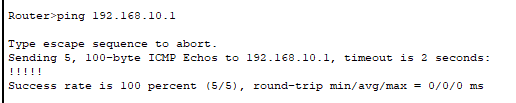 Router>ping 192.168.10.1
Type escape sequence to abort.
Sending 5, 100-byte ICMP Echos to 192.168.10.1, timeout is 2 seconds:
!!!!!
Success rate is 100 percent (5/5), round-trip min/avg/max = 0/0/0 ms